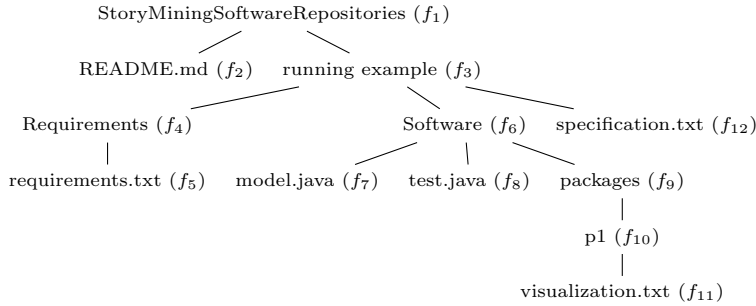 StoryMiningSoftwareRepositories (f₁)
README.md (f₂) running example (f₃)
Requirements (f₄) Software (f₆) specification.txt (f₁₂)
requirements.txt (f₅) model.java (f₇) test.java (f₈) packages (f₉)
p1 (f₁₀)
visualization.txt (f₁₁)